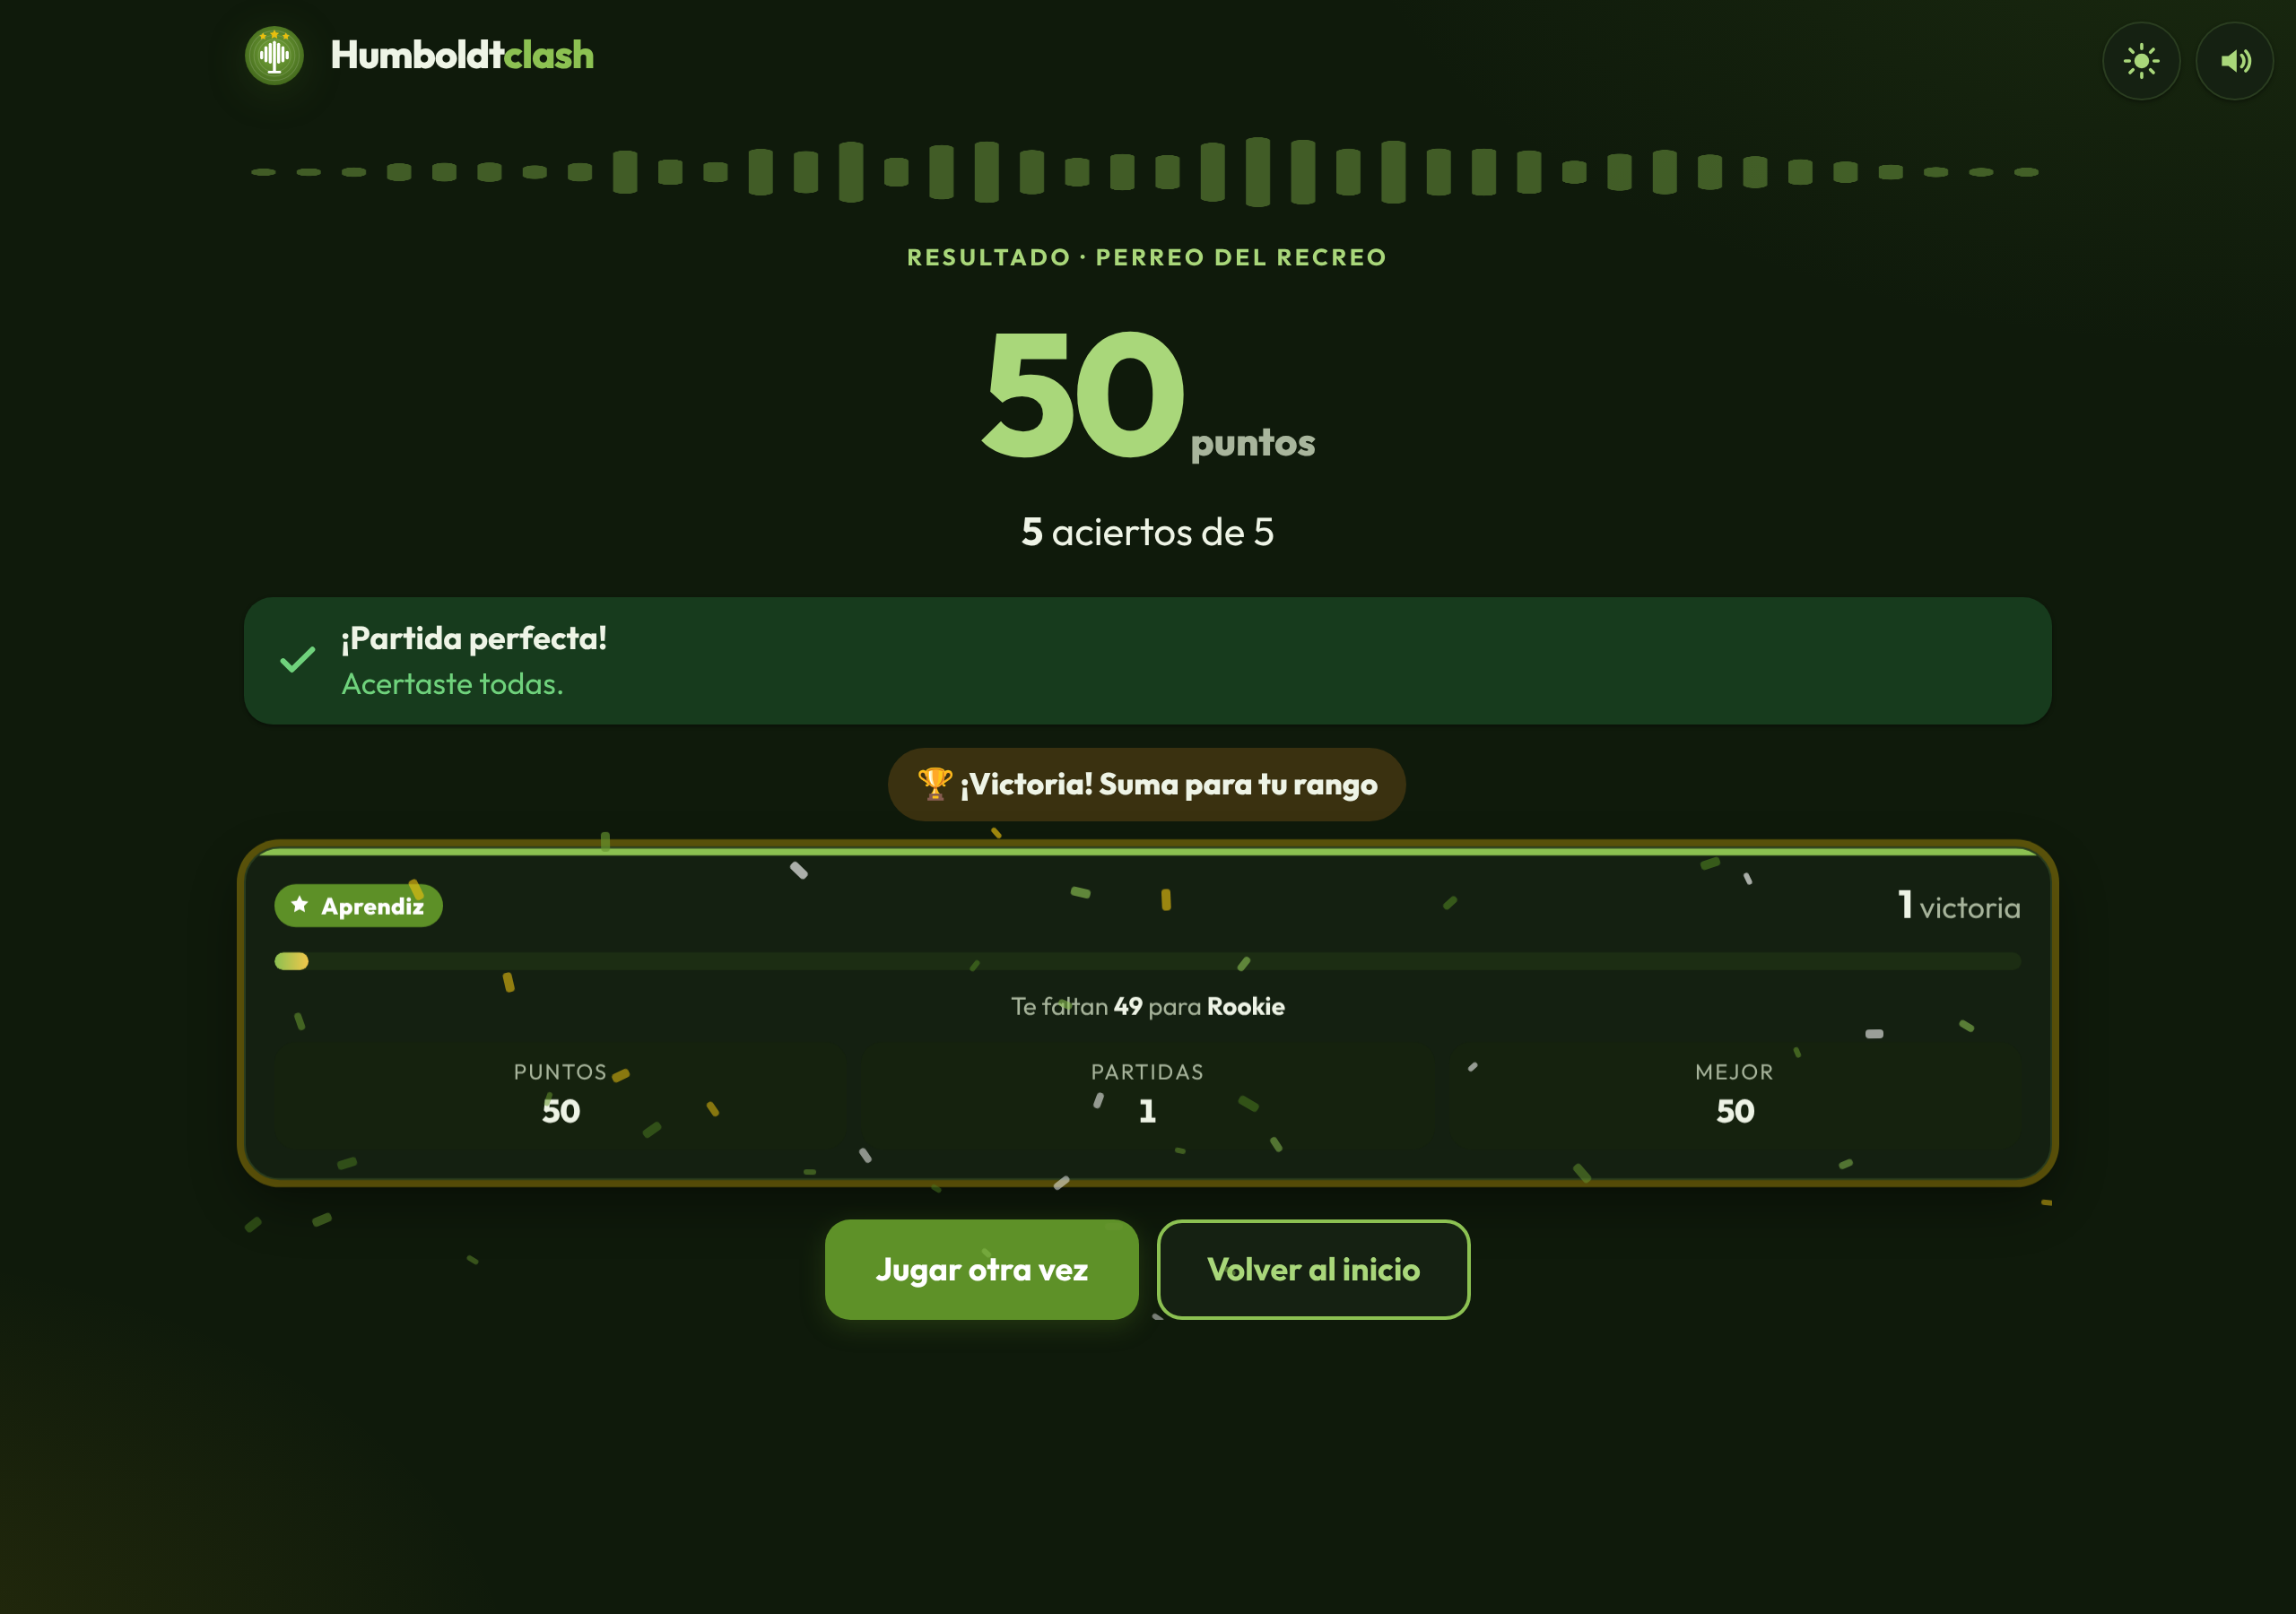 Humboldtclash
RESULTADO · PERREO DEL RECREO
50 puntos
5 aciertos de 5
¡Partida perfecta!
Acertaste todas.
🏆 ¡Victoria! Suma para tu rango
Aprendiz
1 victoria
Te faltan 49 para Rookie
PUNTOS
50
PARTIDAS
1
MEJOR
50
Jugar otra vez
Volver al inicio